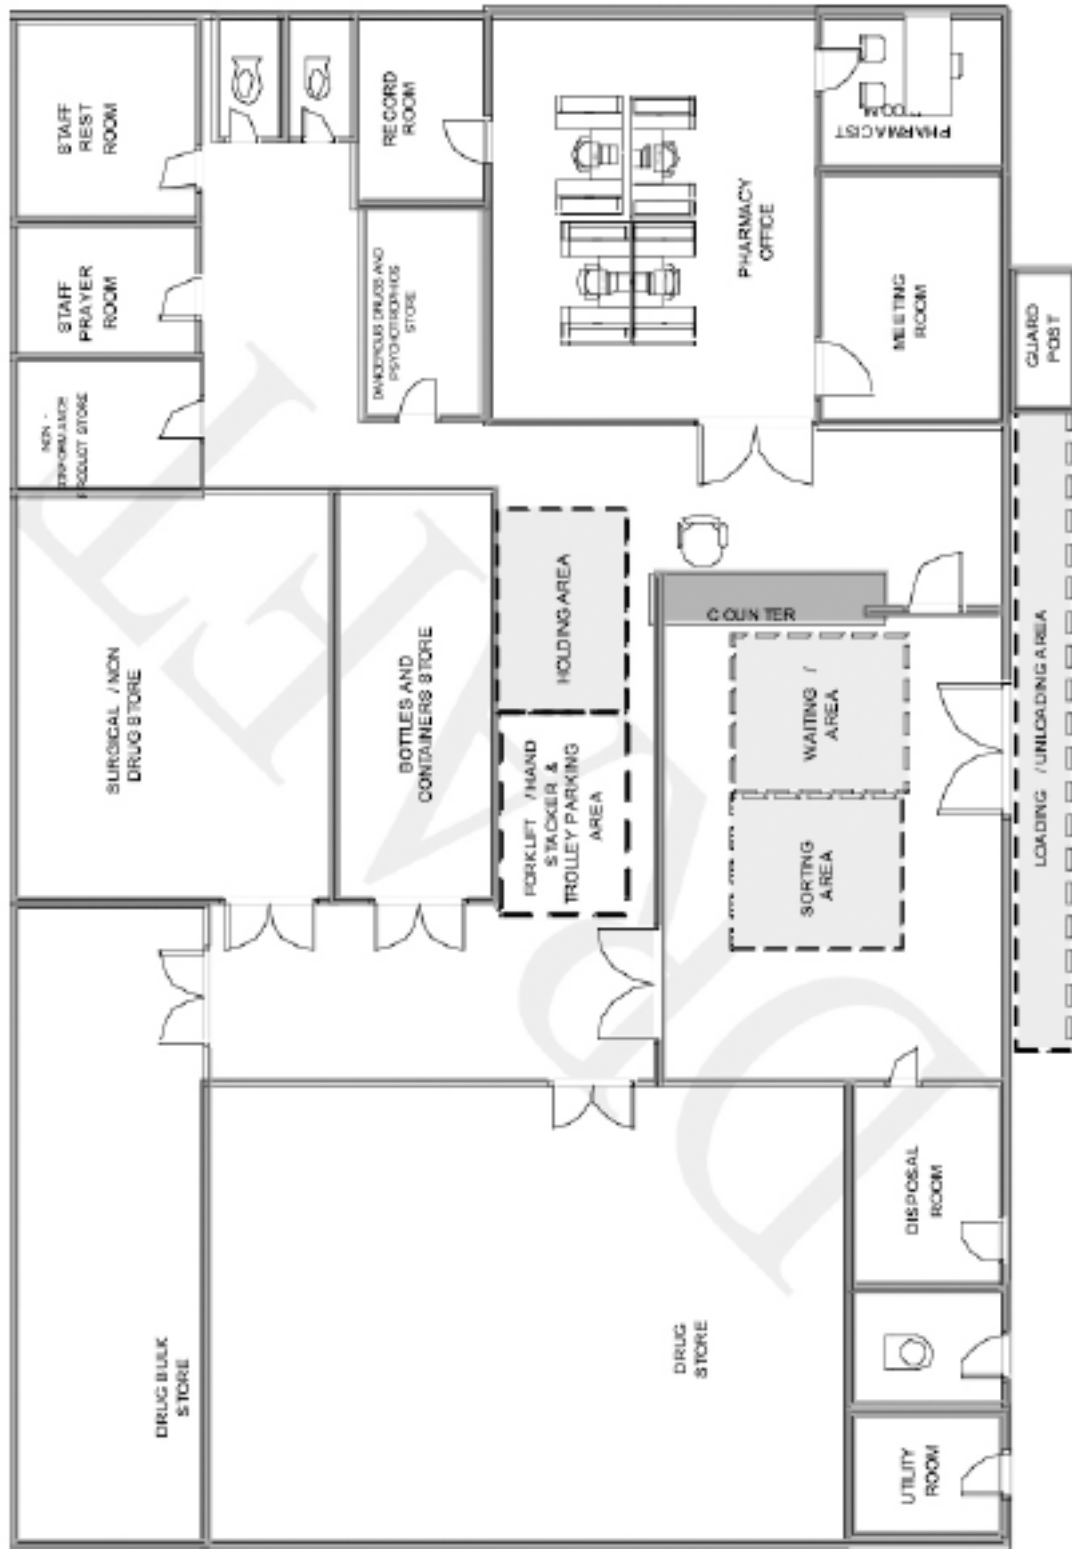 STAFF
REST
ROOM
STAFF
PRAYER
ROOM
NON -
CONFORMANCE
PRODUCT STORE
RECORD
ROOM
DANGEROUS DRUGS AND
PSYCHOTROPHICS
STORE
PHARMACY
OFFICE
PHARMACIST
MEETING
ROOM
GUARD
POST
SURGICAL / NON
DRUG STORE
BOTTLES AND
CONTAINERS STORE
HOLDING AREA
FORKLIFT / HAND
STACKER &
TROLLEY PARKING
AREA
COUNTER
WAITING /
AREA
SORTING
AREA
LOADING / UNLOADING AREA
DRUG BULK
STORE
DRUG
STORE
DISPOSAL
ROOM
UTILITY
ROOM
DRAFT